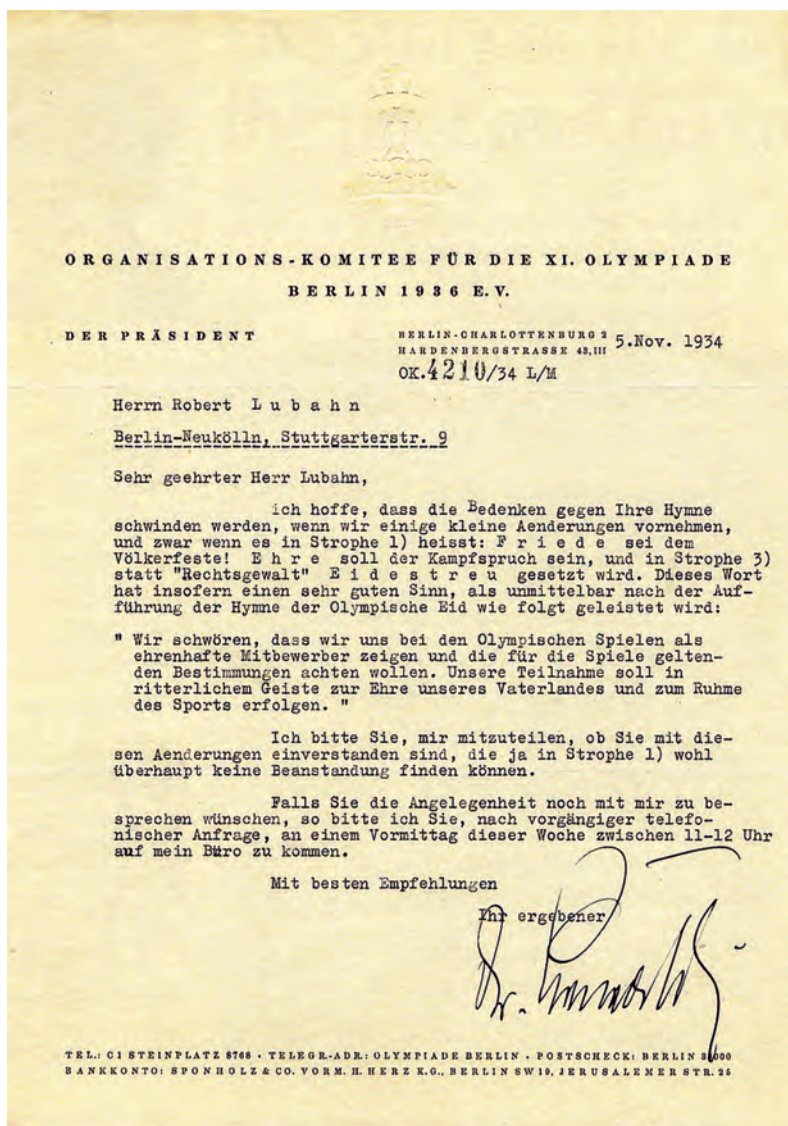 ORGANISATIONS-KOMITEE FÜR DIE XI. OLYMPIADE
BERLIN 1936 E.V.
DER PRÄSIDENT
BERLIN-CHARLOTTENBURG 2
HARDENBERGSTRASSE 43, III
5.Nov. 1934
OK.4210/34 L/M
Herrn Robert L u b a h n
Berlin-Neukölln, Stuttgarterstr. 9
Sehr geehrter Herr Lubahn,
ich hoffe, dass die Bedenken gegen Ihre Hymne
schwinden werden, wenn wir einige kleine Aenderungen vornehmen,
und zwar wenn es in Strophe 1) heisst: F r i e d e sei dem
Völkerfeste! E h r e soll der Kampfspruch sein, und in Strophe 3)
statt "Rechtsgewalt" E i d e s t r e u gesetzt wird. Dieses Wort
hat insofern einen sehr guten Sinn, als unmittelbar nach der Auf-
führung der Hymne der Olympische Eid wie folgt geleistet wird:
" Wir schwören, dass wir uns bei den Olympischen Spielen als
ehrenhafte Mitbewerber zeigen und die für die Spiele gelten-
den Bestimmungen achten wollen. Unsere Teilnahme soll in
ritterlichem Geiste zur Ehre unseres Vaterlandes und zum Ruhme
des Sports erfolgen. "
Ich bitte Sie, mir mitzuteilen, ob Sie mit die-
sen Aenderungen einverstanden sind, die ja in Strophe 1) wohl
überhaupt keine Beanstandung finden können.
Falls Sie die Angelegenheit noch mit mir zu be-
sprechen wünschen, so bitte ich Sie, nach vorgängiger telefo-
nischer Anfrage, an einem Vormittag dieser Woche zwischen 11-12 Uhr
auf mein Büro zu kommen.
Mit besten Empfehlungen
Ihr ergebener
Dr.
TEL.: C1 STEINPLATZ 8768 · TELEGR.-ADR.: OLYMPIADE BERLIN · POSTSCHECK: BERLIN
BANKKONTO: SPONHOLZ & CO. VORM. H. HERZ K.G., BERLIN SW 19, JERUSALEMER STR. 25